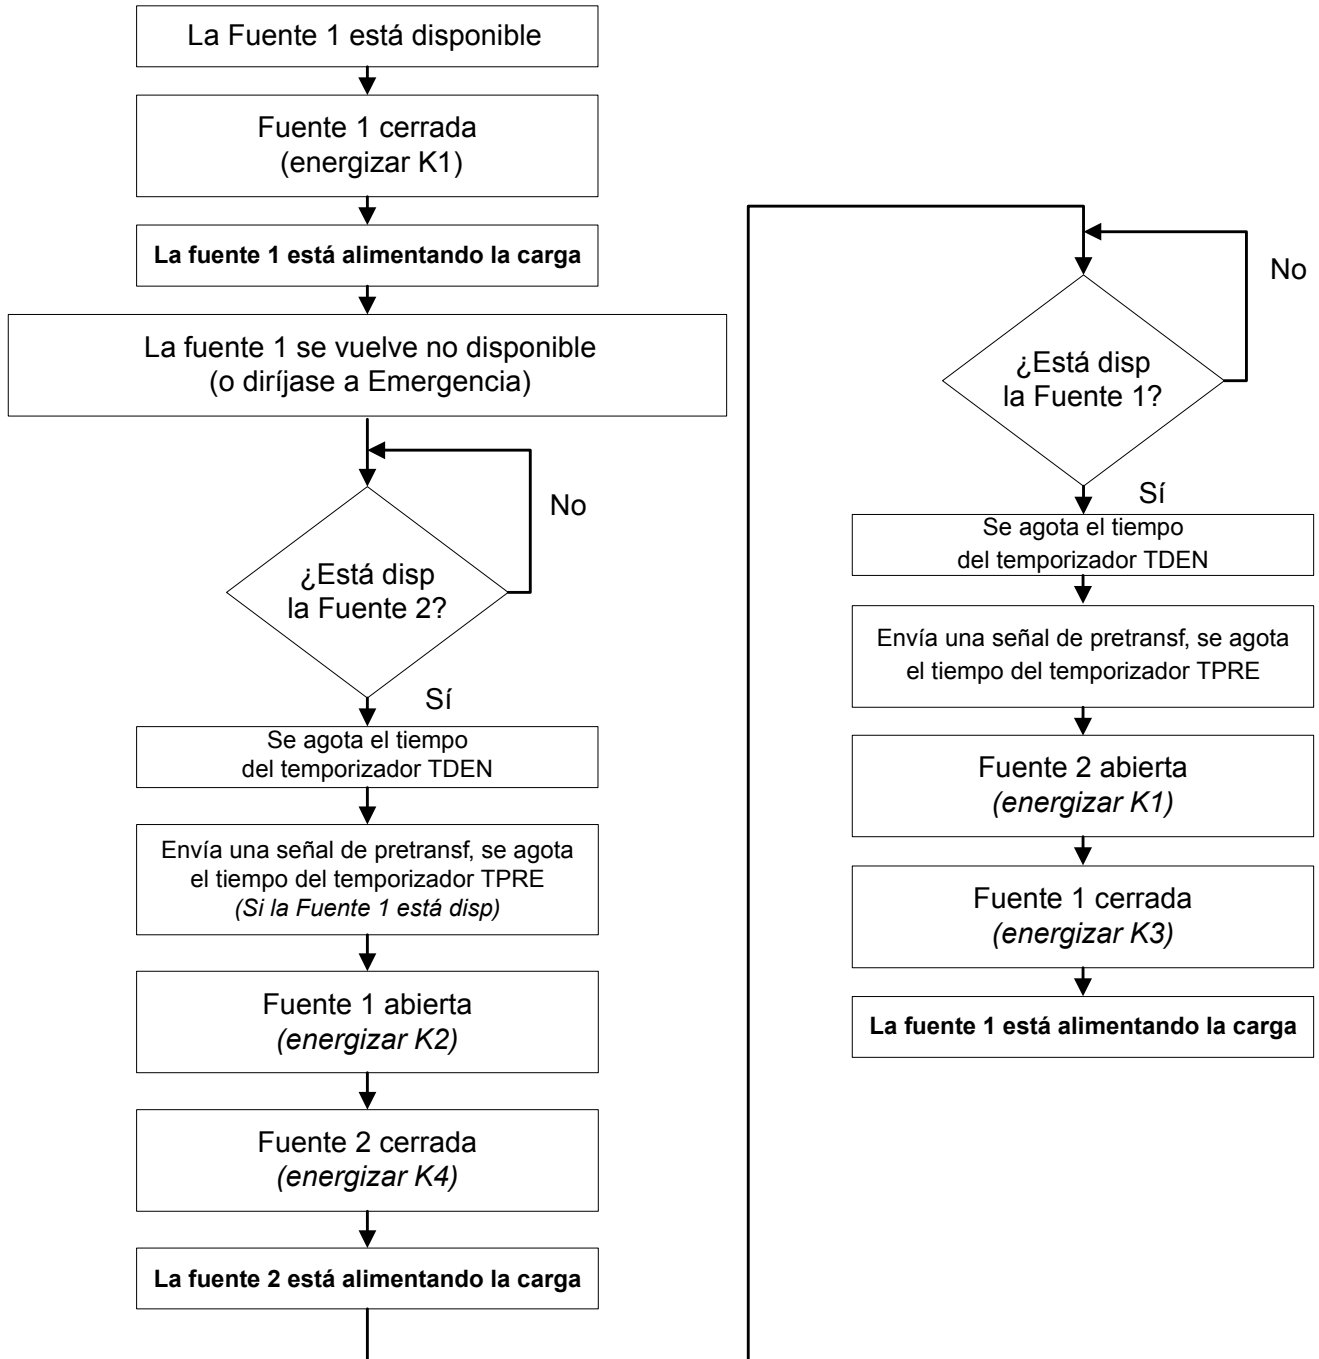 La Fuente 1 está disponible
Fuente 1 cerrada
(energizar K1)
La fuente 1 está alimentando la carga
La fuente 1 se vuelve no disponible
(o diríjase a Emergencia)
No
¿Está disp
la Fuente 2?
Sí
Se agota el tiempo
del temporizador TDEN
Envía una señal de pretransf, se agota
el tiempo del temporizador TPRE
(Si la Fuente 1 está disp)
Fuente 1 abierta
(energizar K2)
Fuente 2 cerrada
(energizar K4)
La fuente 2 está alimentando la carga
No
¿Está disp
la Fuente 1?
Sí
Se agota el tiempo
del temporizador TDEN
Envía una señal de pretransf, se agota
el tiempo del temporizador TPRE
Fuente 2 abierta
(energizar K1)
Fuente 1 cerrada
(energizar K3)
La fuente 1 está alimentando la carga